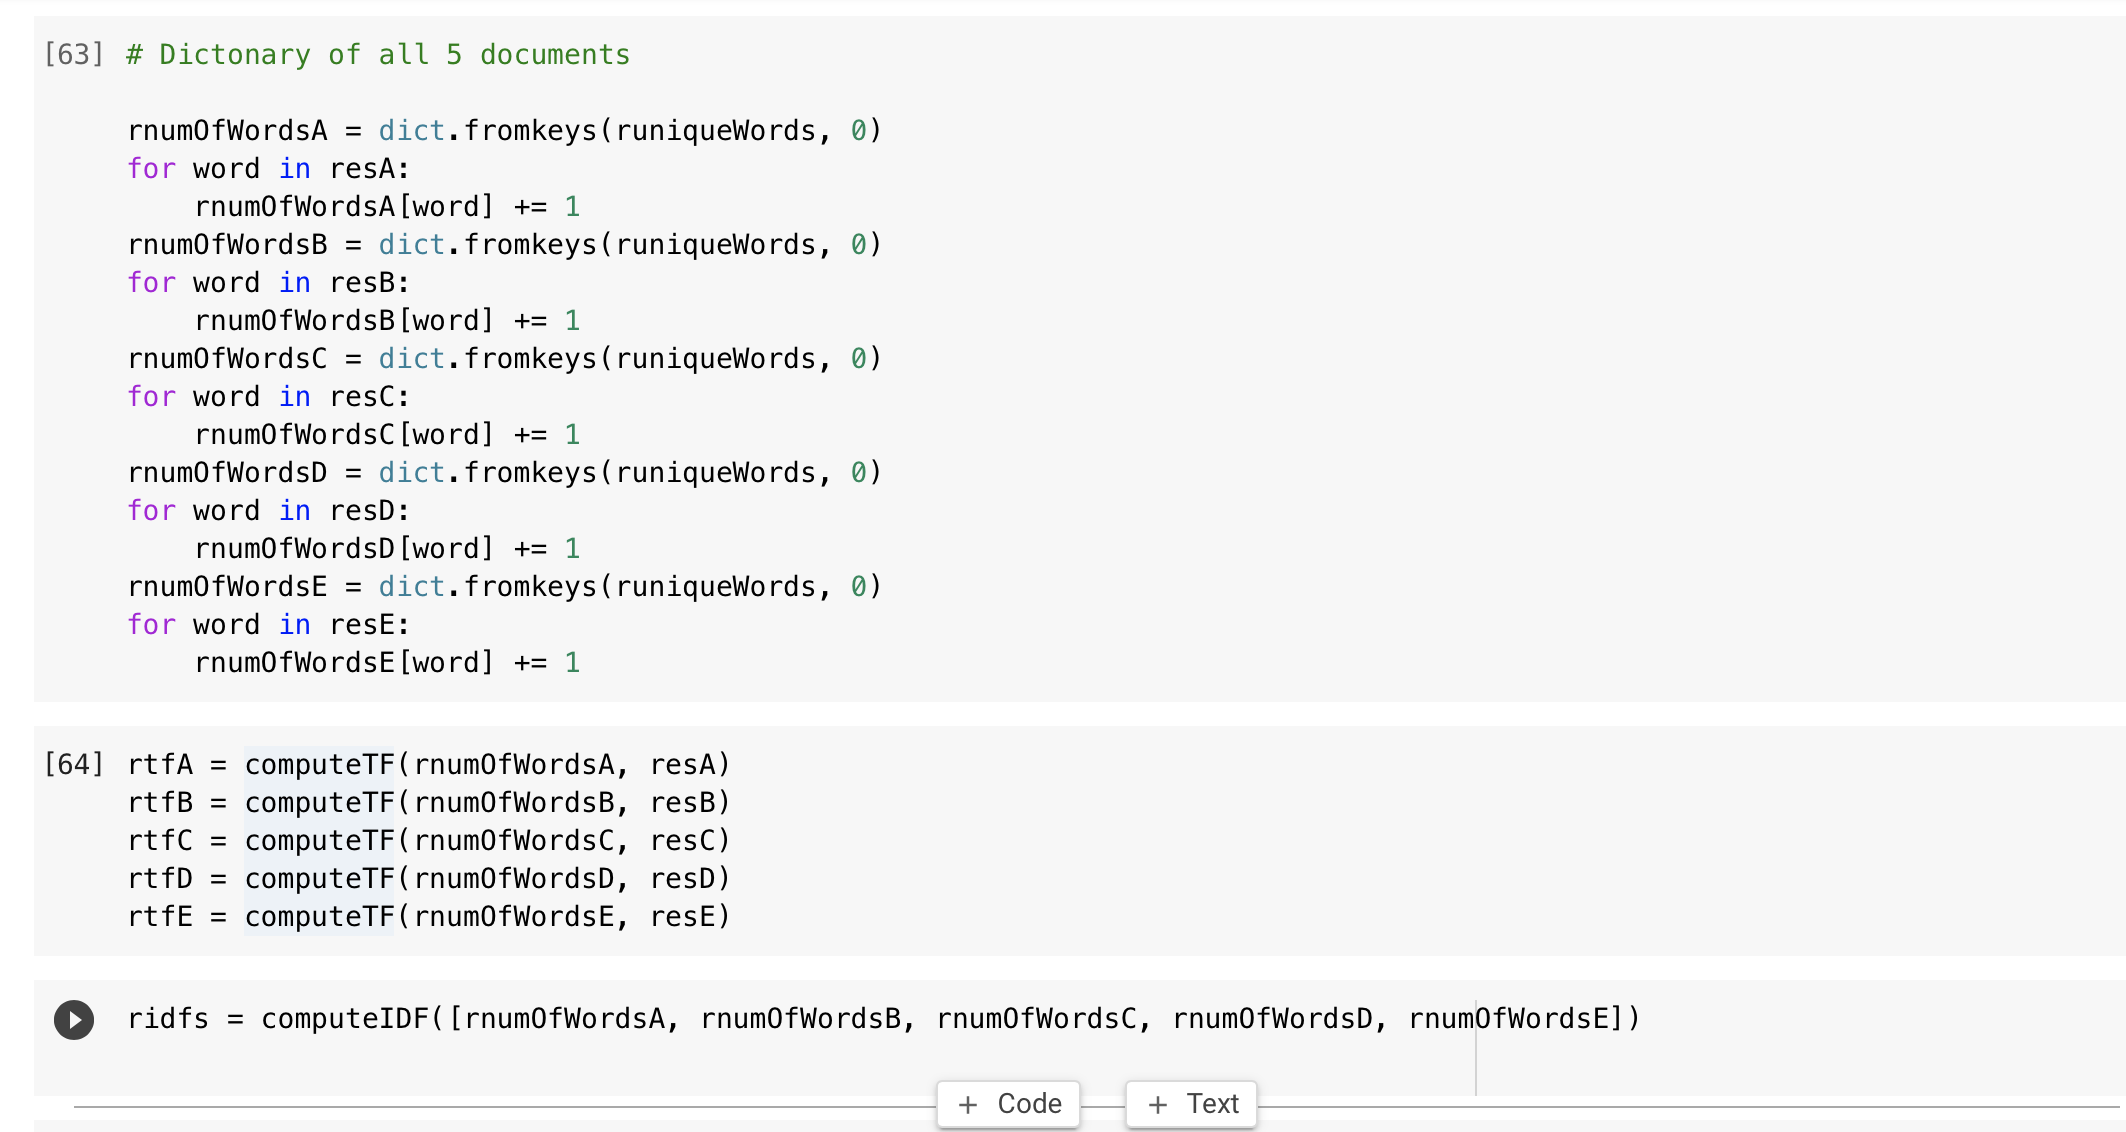 [63] # Dictonary of all 5 documents
rnumOfWordsA = dict.fromkeys(runiqueWords, 0)
for word in resA:
    rnumOfWordsA[word] += 1
rnumOfWordsB = dict.fromkeys(runiqueWords, 0)
for word in resB:
    rnumOfWordsB[word] += 1
rnumOfWordsC = dict.fromkeys(runiqueWords, 0)
for word in resC:
    rnumOfWordsC[word] += 1
rnumOfWordsD = dict.fromkeys(runiqueWords, 0)
for word in resD:
    rnumOfWordsD[word] += 1
rnumOfWordsE = dict.fromkeys(runiqueWords, 0)
for word in resE:
    rnumOfWordsE[word] += 1
[64] rtfA = computeTF(rnumOfWordsA, resA)
rtfB = computeTF(rnumOfWordsB, resB)
rtfC = computeTF(rnumOfWordsC, resC)
rtfD = computeTF(rnumOfWordsD, resD)
rtfE = computeTF(rnumOfWordsE, resE)
ridfs = computeIDF([rnumOfWordsA, rnumOfWordsB, rnumOfWordsC, rnumOfWordsD, rnumOfWordsE])
+ Code + Text